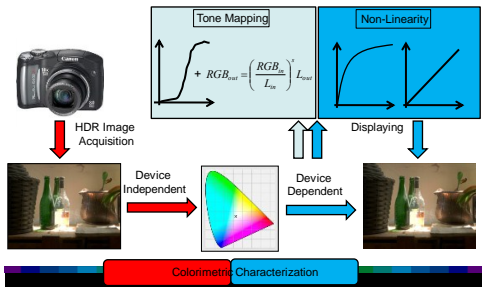 Tone Mapping
Non-Linearity
Canon
+ RGB_out = (RGB_in / L_in)^s L_out
HDR Image
Acquisition
Displaying
Device
Independent
Device
Dependent
Colorimetric Characterization